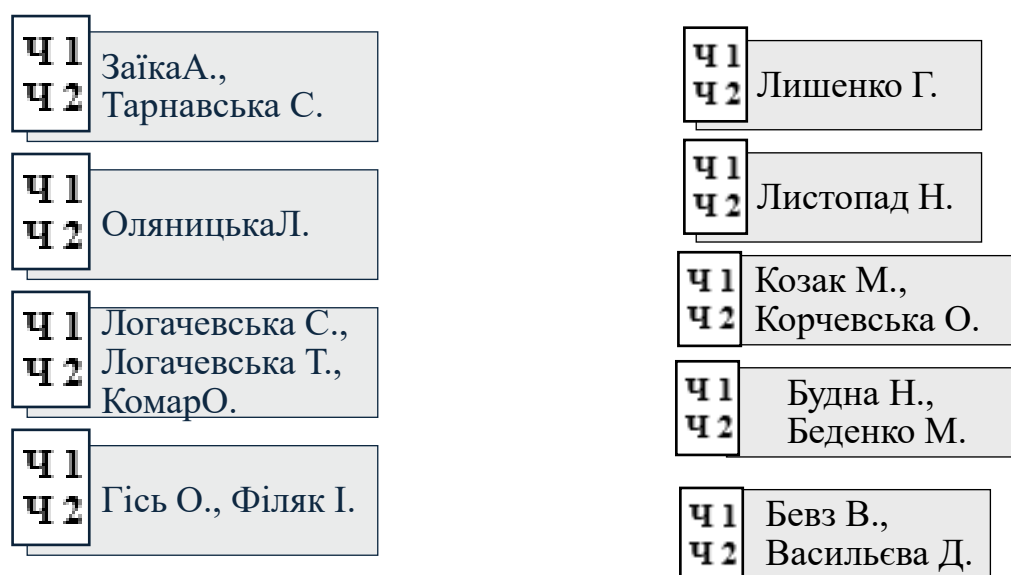 Ч 1
Ч 2
ЗаїкаА.,
Тарнавська С.
Ч 1
Ч 2
ОляницькаЛ.
Ч 1
Ч 2
Логачевська С.,
Логачевська Т.,
КомарО.
Ч 1
Ч 2
Гісь О., Філяк І.
Ч 1
Ч 2
Лишенко Г.
Ч 1
Ч 2
Листопад Н.
Ч 1
Ч 2
Козак М.,
Корчевська О.
Ч 1
Ч 2
Будна Н.,
Беденко М.
Ч 1
Ч 2
Бевз В.,
Васильєва Д.